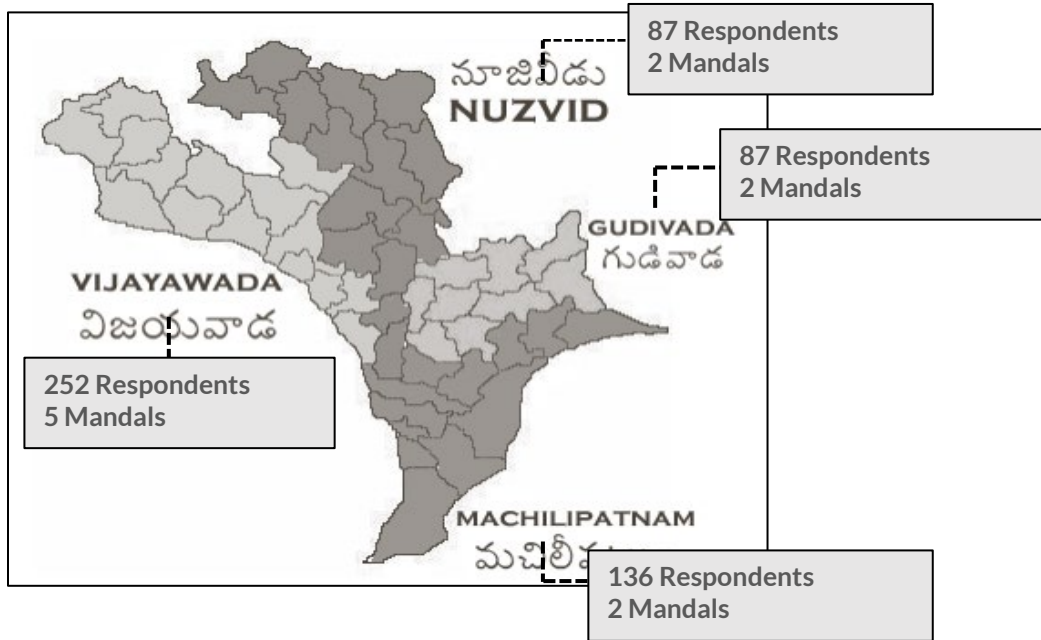 87 Respondents
2 Mandals
నూజివీడు
NUZVID
87 Respondents
2 Mandals
GUDIVADA
గుడివాడ
VIJAYAWADA
విజయవాడ
252 Respondents
5 Mandals
MACHILIPATNAM
136 Respondents
2 Mandals